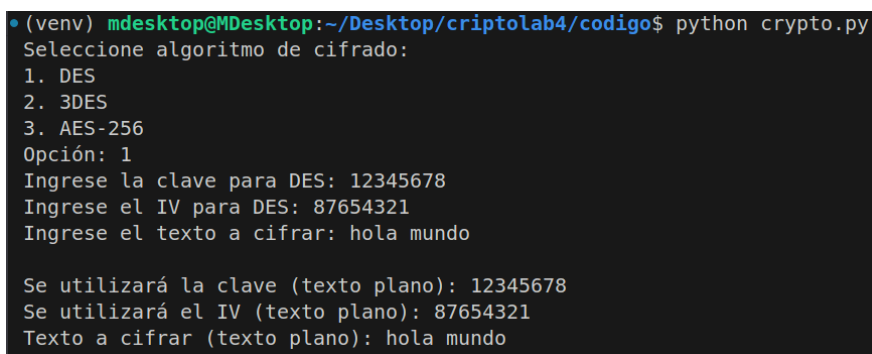 (venv) mdesktop@MDesktop:~/Desktop/criptolab4/codigo$ python crypto.py
Seleccione algoritmo de cifrado:
1. DES
2. 3DES
3. AES-256
Opción: 1
Ingrese la clave para DES: 12345678
Ingrese el IV para DES: 87654321
Ingrese el texto a cifrar: hola mundo
Se utilizará la clave (texto plano): 12345678
Se utilizará el IV (texto plano): 87654321
Texto a cifrar (texto plano): hola mundo